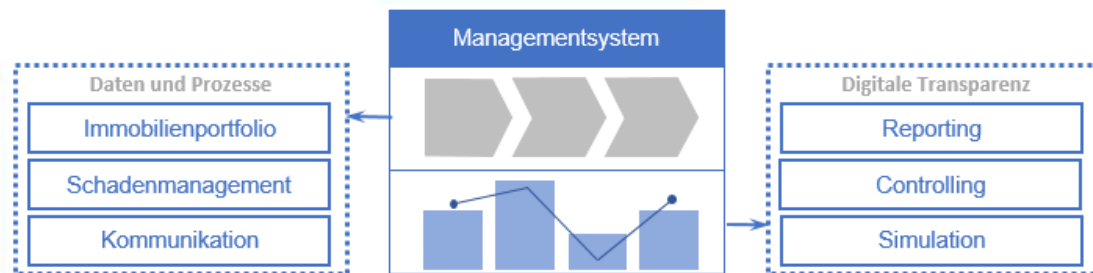 Managementsystem
Daten und Prozesse
Immobilienportfolio
Schadenmanagement
Kommunikation
Digitale Transparenz
Reporting
Controlling
Simulation